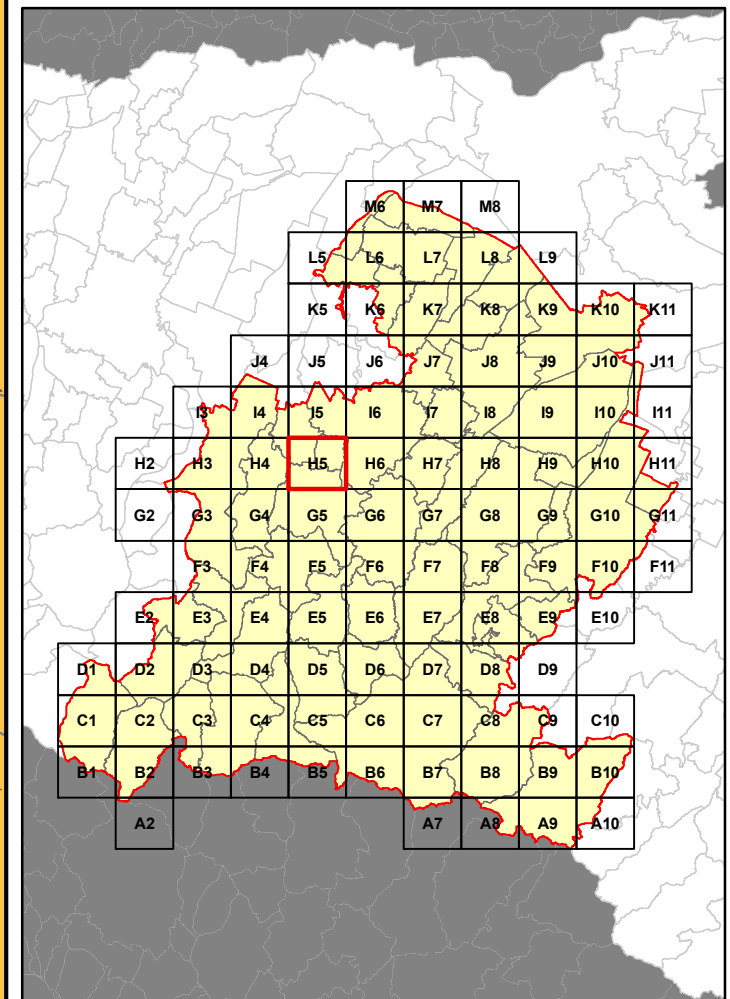 M6 M7 M8
L5 L6 L7 L8 L9
K5 K6 K7 K8 K9 K10 K11
J4 J5 J6 J7 J8 J9 J10 J11
I3 I4 I5 I6 I7 I8 I9 I10 I11
H2 H3 H4 H5 H6 H7 H8 H9 H10 H11
G2 G3 G4 G5 G6 G7 G8 G9 G10 G11
F3 F4 F5 F6 F7 F8 F9 F10 F11
E2 E3 E4 E5 E6 E7 E8 E9 E10
D1 D2 D3 D4 D5 D6 D7 D8 D9
C1 C2 C3 C4 C5 C6 C7 C8 C9 C10
B1 B2 B3 B4 B5 B6 B7 B8 B9 B10
A2 A7 A8 A9 A10